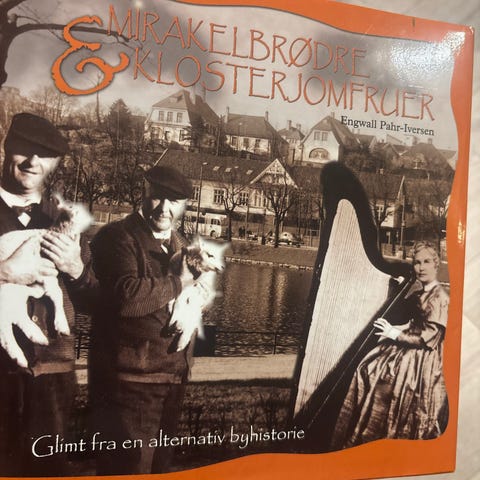 MIRAKELBRØDRE
& KLOSTERJOMFRUER
Engwall Pahr-Iversen
Glimt fra en alternativ byhistorie